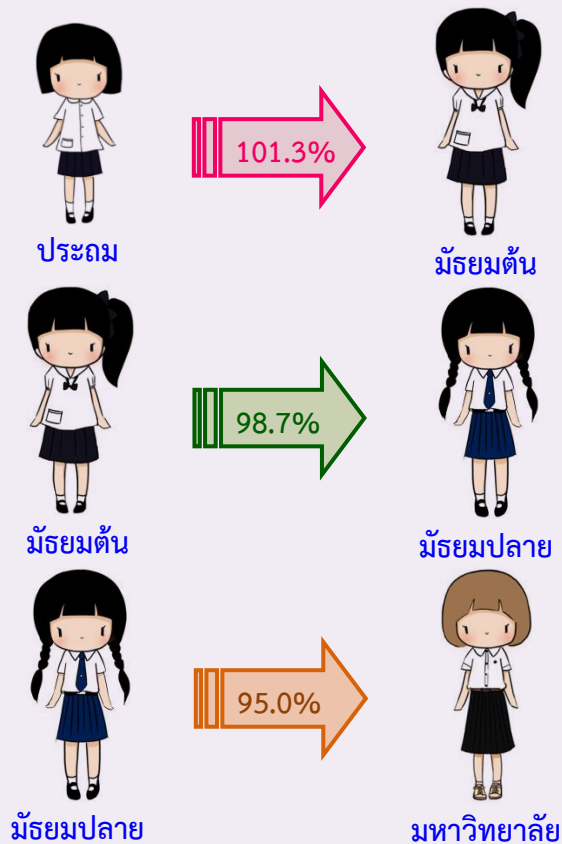 101.3%
ประถม
มัธยมต้น
98.7%
มัธยมต้น
มัธยมปลาย
95.0%
มัธยมปลาย
มหาวิทยาลัย